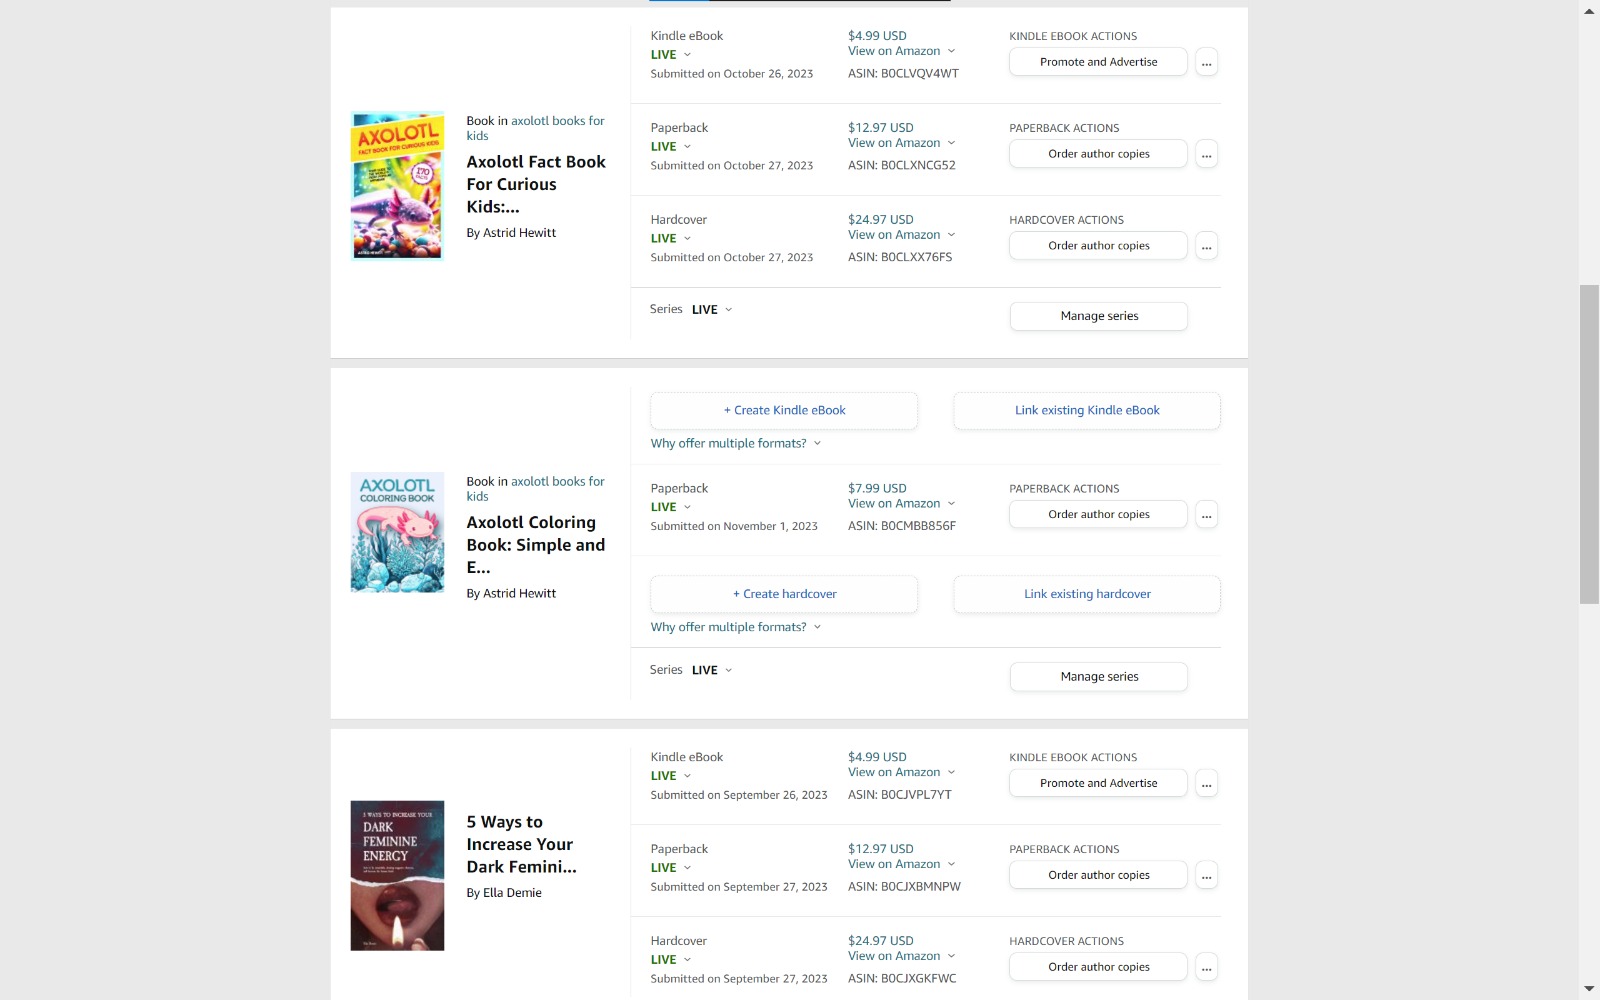 Kindle eBook
LIVE
Submitted on October 26, 2023
$4.99 USD
View on Amazon
ASIN: B0CLVQV4WT
KINDLE EBOOK ACTIONS
Promote and Advertise
...
AXOLOTL
FACT BOOK FOR CURIOUS KIDS
170
FACTS
ASTRID HEWITT
Book in axolotl books for
kids
Axolotl Fact Book
For Curious
Kids:...
By Astrid Hewitt
Paperback
LIVE
Submitted on October 27, 2023
$12.97 USD
View on Amazon
ASIN: B0CLXNCG52
PAPERBACK ACTIONS
Order author copies
...
Hardcover
LIVE
Submitted on October 27, 2023
$24.97 USD
View on Amazon
ASIN: B0CLXX76FS
HARDCOVER ACTIONS
Order author copies
...
Series LIVE
Manage series
+ Create Kindle eBook
Link existing Kindle eBook
Why offer multiple formats?
AXOLOTL
COLORING BOOK
Book in axolotl books for
kids
Axolotl Coloring
Book: Simple and
E...
By Astrid Hewitt
Paperback
LIVE
Submitted on November 1, 2023
$7.99 USD
View on Amazon
ASIN: B0CMBB856F
PAPERBACK ACTIONS
Order author copies
...
+ Create hardcover
Link existing hardcover
Why offer multiple formats?
Series LIVE
Manage series
Kindle eBook
LIVE
Submitted on September 26, 2023
$4.99 USD
View on Amazon
ASIN: B0CJVPL7YT
KINDLE EBOOK ACTIONS
Promote and Advertise
...
5 WAYS TO INCREASE YOUR
DARK
FEMININE
ENERGY
5 Ways to
Increase Your
Dark Femini...
By Ella Demie
Paperback
LIVE
Submitted on September 27, 2023
$12.97 USD
View on Amazon
ASIN: B0CJXBMNPW
PAPERBACK ACTIONS
Order author copies
...
Hardcover
LIVE
Submitted on September 27, 2023
$24.97 USD
View on Amazon
ASIN: B0CJXGKFWC
HARDCOVER ACTIONS
Order author copies
...